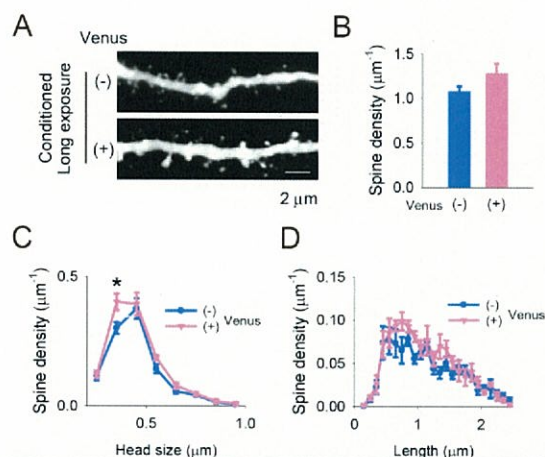 A
Venus
Conditioned
Long exposure
(-)
(+)
2 μm
B
Spine density (μm⁻¹)
1.5
1.0
0.5
0.0
Venus (-) (+)
C
Spine density (μm⁻¹)
0.5
0.0
*
(-)
(+)
Venus
0.5
1.0
Head size (μm)
D
Spine density (μm⁻¹)
0.15
0.10
0.05
0.00
(-)
(+)
Venus
0
1
2
Length (μm)